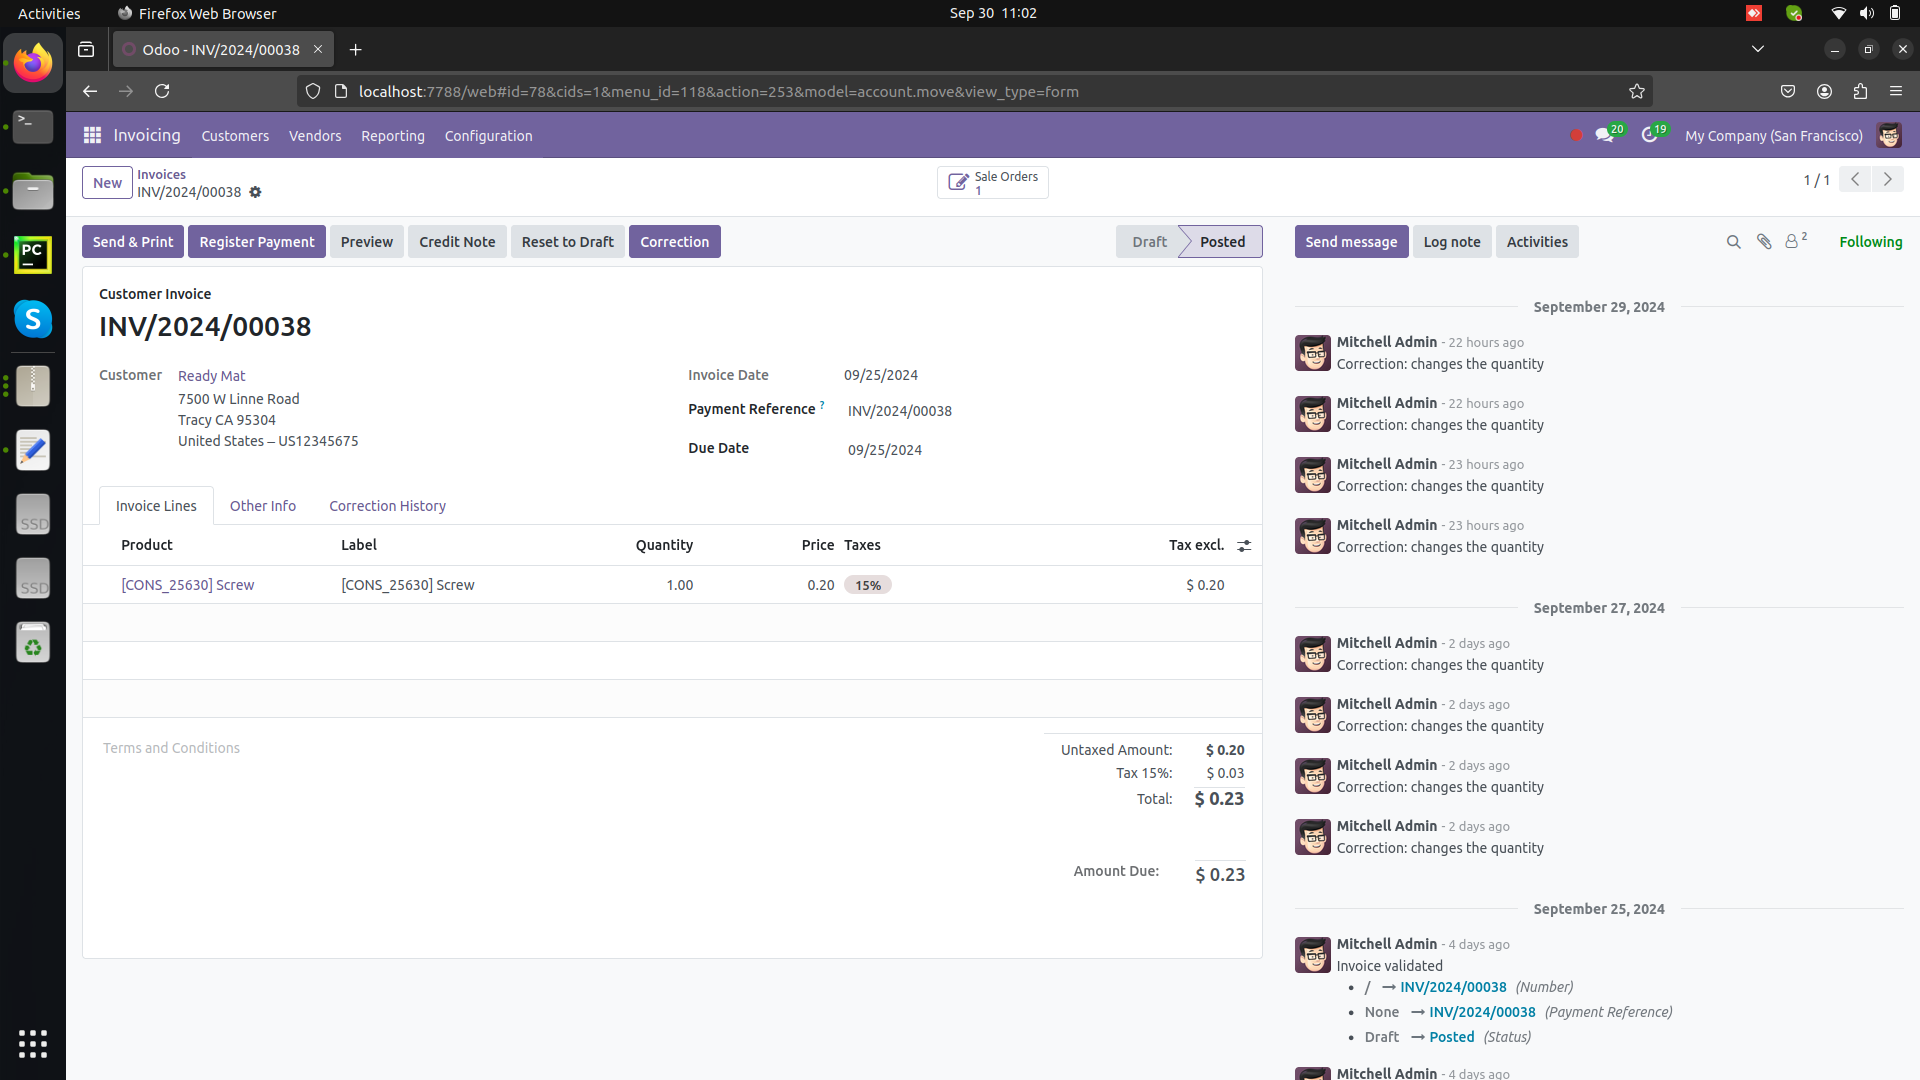 Activities
Firefox Web Browser
Sep 30 11:02
Odoo - INV/2024/00038
localhost:7788/web#id=78&cids=1&menu_id=118&action=253&model=account.move&view_type=form
Invoicing
Customers
Vendors
Reporting
Configuration
20
19
My Company (San Francisco)
New
Invoices
INV/2024/00038
Sale Orders
1
1 / 1
Send & Print
Register Payment
Preview
Credit Note
Reset to Draft
Correction
Draft
Posted
Send message
Log note
Activities
2
Following
Customer Invoice
INV/2024/00038
Customer
Ready Mat
7500 W Linne Road
Tracy CA 95304
United States – US12345675
Invoice Date
09/25/2024
Payment Reference ?
INV/2024/00038
Due Date
09/25/2024
Invoice Lines
Other Info
Correction History
Product
Label
Quantity
Price
Taxes
Tax excl.
[CONS_25630] Screw
[CONS_25630] Screw
1.00
0.20
15%
$ 0.20
Terms and Conditions
Untaxed Amount:
$ 0.20
Tax 15%:
$ 0.03
Total:
$ 0.23
Amount Due:
$ 0.23
September 29, 2024
Mitchell Admin - 22 hours ago
Correction: changes the quantity
Mitchell Admin - 22 hours ago
Correction: changes the quantity
Mitchell Admin - 23 hours ago
Correction: changes the quantity
Mitchell Admin - 23 hours ago
Correction: changes the quantity
September 27, 2024
Mitchell Admin - 2 days ago
Correction: changes the quantity
Mitchell Admin - 2 days ago
Correction: changes the quantity
Mitchell Admin - 2 days ago
Correction: changes the quantity
Mitchell Admin - 2 days ago
Correction: changes the quantity
September 25, 2024
Mitchell Admin - 4 days ago
Invoice validated
• / → INV/2024/00038 (Number)
• None → INV/2024/00038 (Payment Reference)
• Draft → Posted (Status)
Mitchell Admin - 4 days ago
>_
PC
S
SSD
SSD